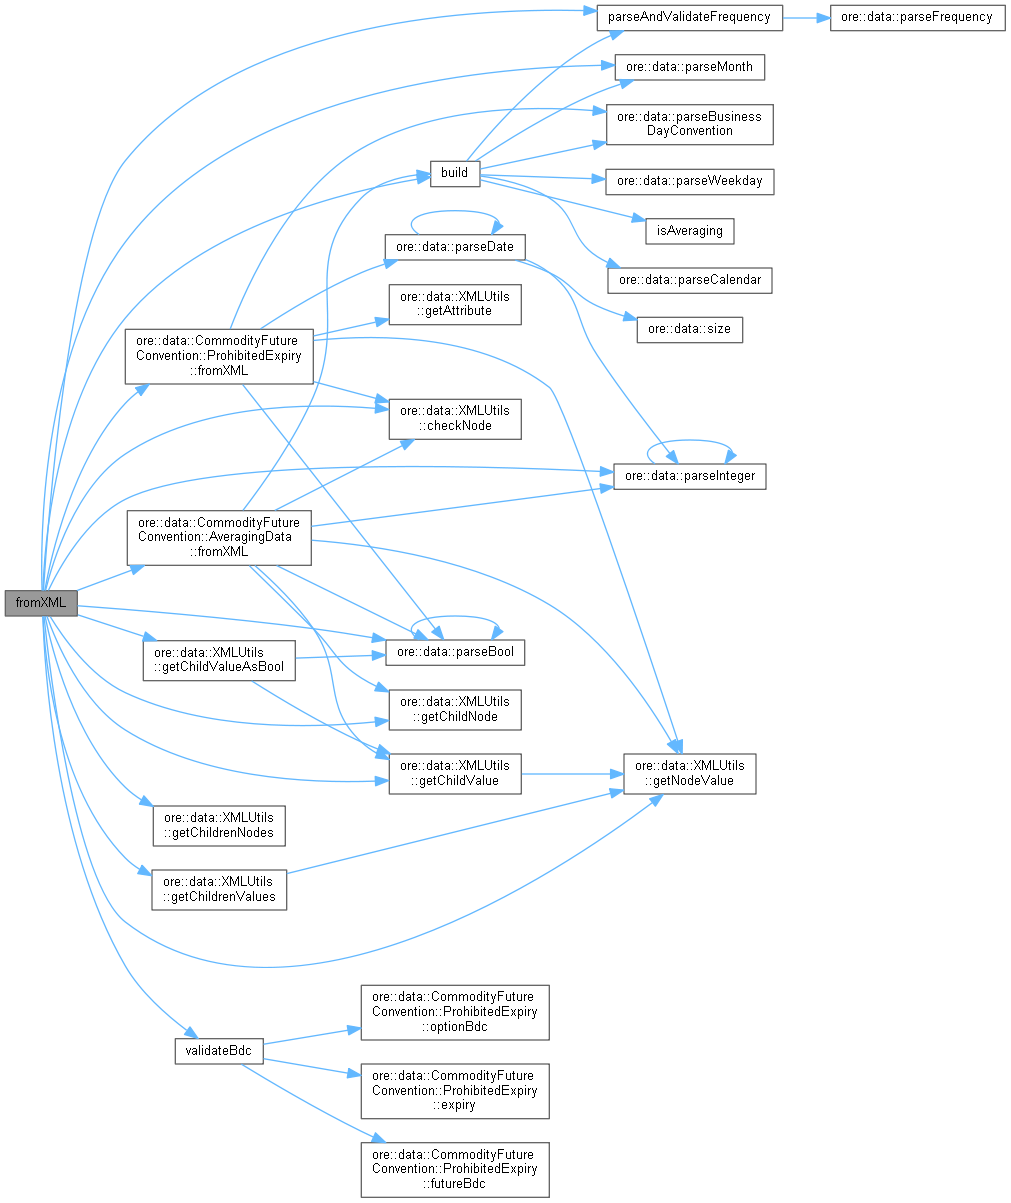 parseAndValidateFrequency
ore::data::parseFrequency
ore::data::parseMonth
ore::data::parseBusiness
DayConvention
build
ore::data::parseWeekday
isAveraging
ore::data::parseDate
ore::data::parseCalendar
ore::data::XMLUtils
::getAttribute
ore::data::size
ore::data::CommodityFuture
Convention::ProhibitedExpiry
::fromXML
ore::data::XMLUtils
::checkNode
ore::data::parseInteger
ore::data::CommodityFuture
Convention::AveragingData
::fromXML
fromXML
ore::data::XMLUtils
::getChildValueAsBool
ore::data::parseBool
ore::data::XMLUtils
::getChildNode
ore::data::XMLUtils
::getChildValue
ore::data::XMLUtils
::getNodeValue
ore::data::XMLUtils
::getChildrenNodes
ore::data::XMLUtils
::getChildrenValues
ore::data::CommodityFuture
Convention::ProhibitedExpiry
::optionBdc
validateBdc
ore::data::CommodityFuture
Convention::ProhibitedExpiry
::expiry
ore::data::CommodityFuture
Convention::ProhibitedExpiry
::futureBdc